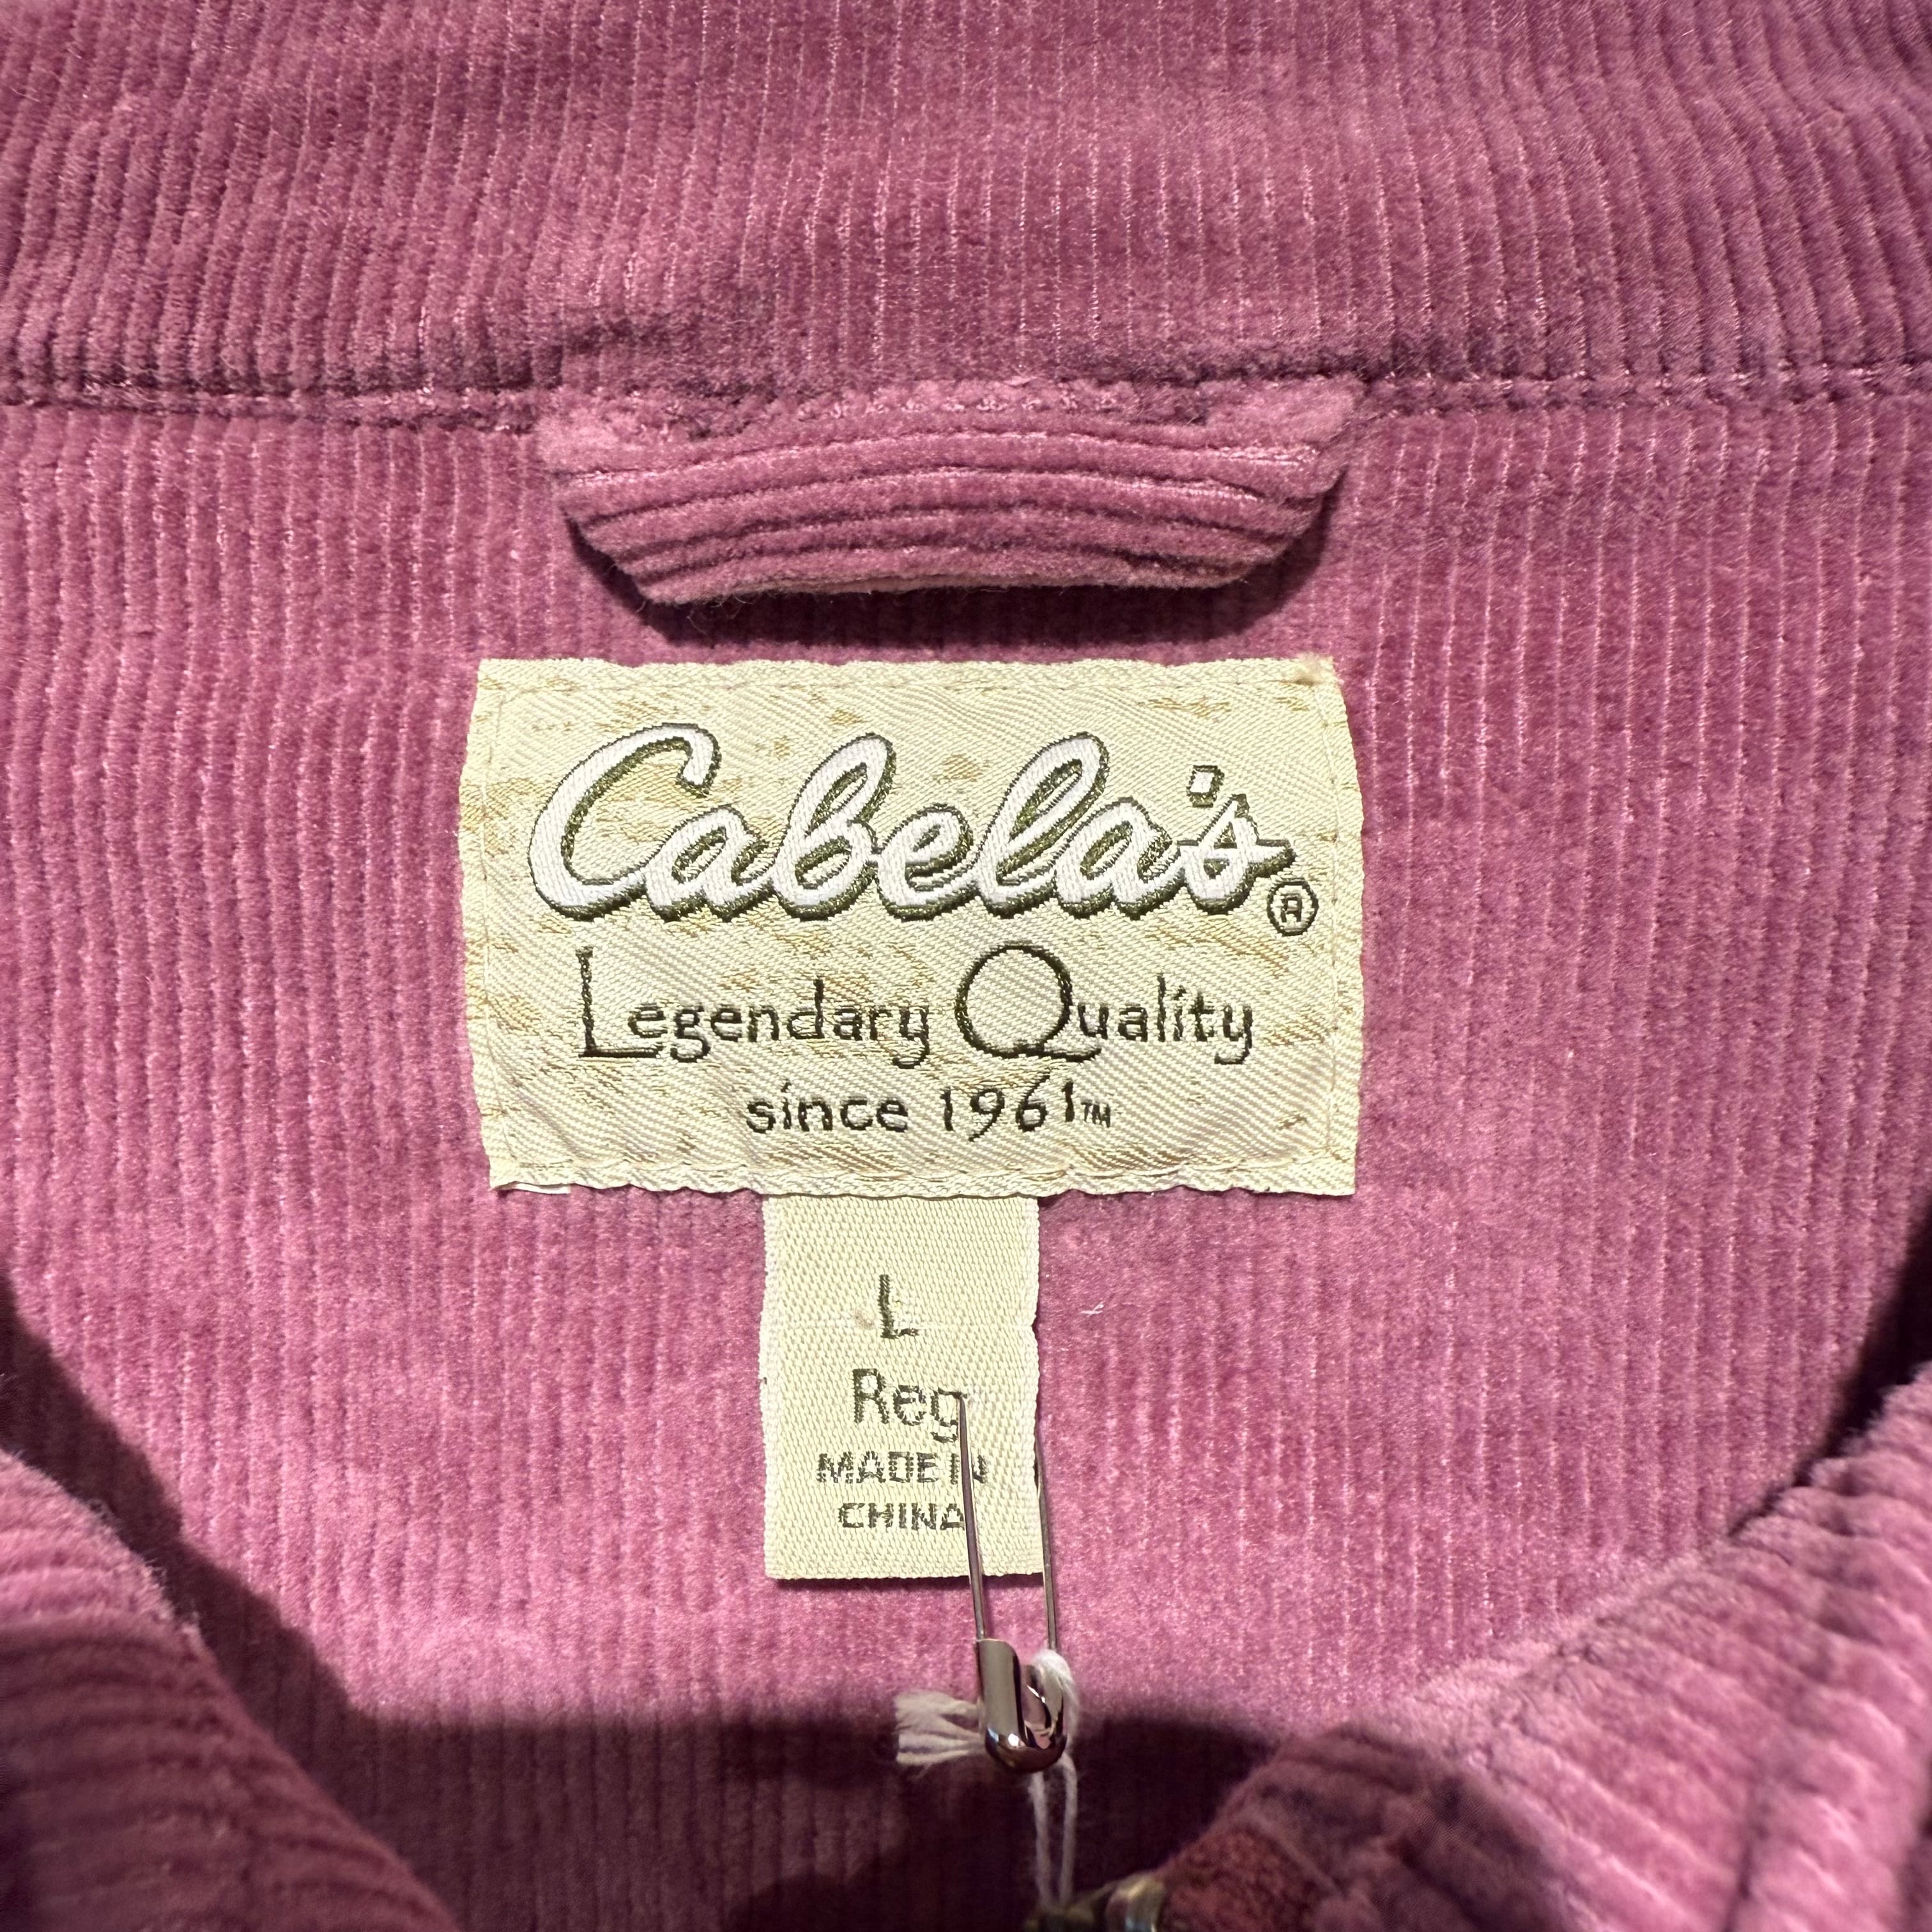 Cabela's®
Legendary Quality
since 1961™
L
Reg
MADE IN
CHINA